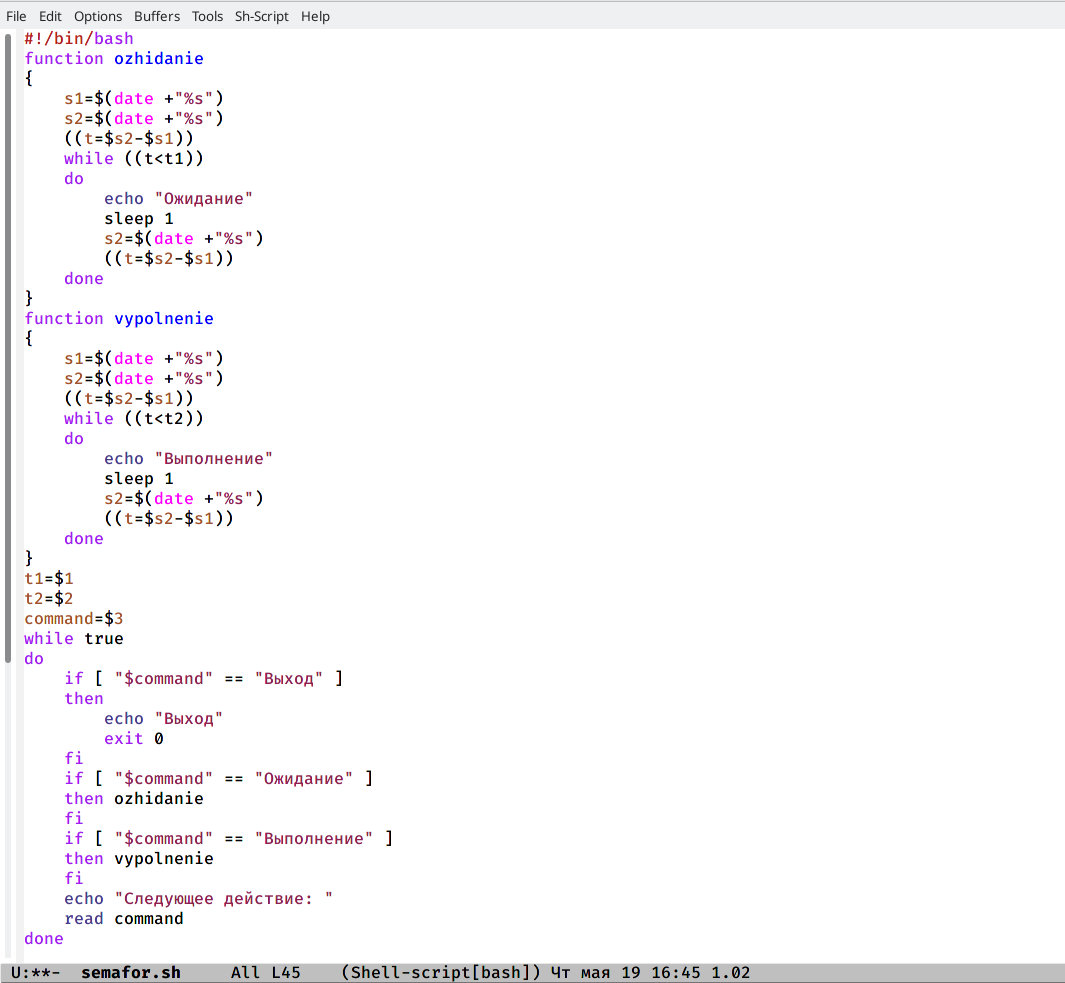 File Edit Options Buffers Tools Sh-Script Help
#!/bin/bash
function ozhidanie
{
    s1=$(date +"%s")
    s2=$(date +"%s")
    ((t=$s2-$s1))
    while ((t<t1))
    do
        echo "Ожидание"
        sleep 1
        s2=$(date +"%s")
        ((t=$s2-$s1))
    done
}
function vypolnenie
{
    s1=$(date +"%s")
    s2=$(date +"%s")
    ((t=$s2-$s1))
    while ((t<t2))
    do
        echo "Выполнение"
        sleep 1
        s2=$(date +"%s")
        ((t=$s2-$s1))
    done
}
t1=$1
t2=$2
command=$3
while true
do
    if [ "$command" == "Выход" ]
    then
        echo "Выход"
        exit 0
    fi
    if [ "$command" == "Ожидание" ]
    then ozhidanie
    fi
    if [ "$command" == "Выполнение" ]
    then vypolnenie
    fi
    echo "Следующее действие: "
    read command
done
U:**-  semafor.sh     All L45    (Shell-script[bash]) Чт мая 19 16:45 1.02